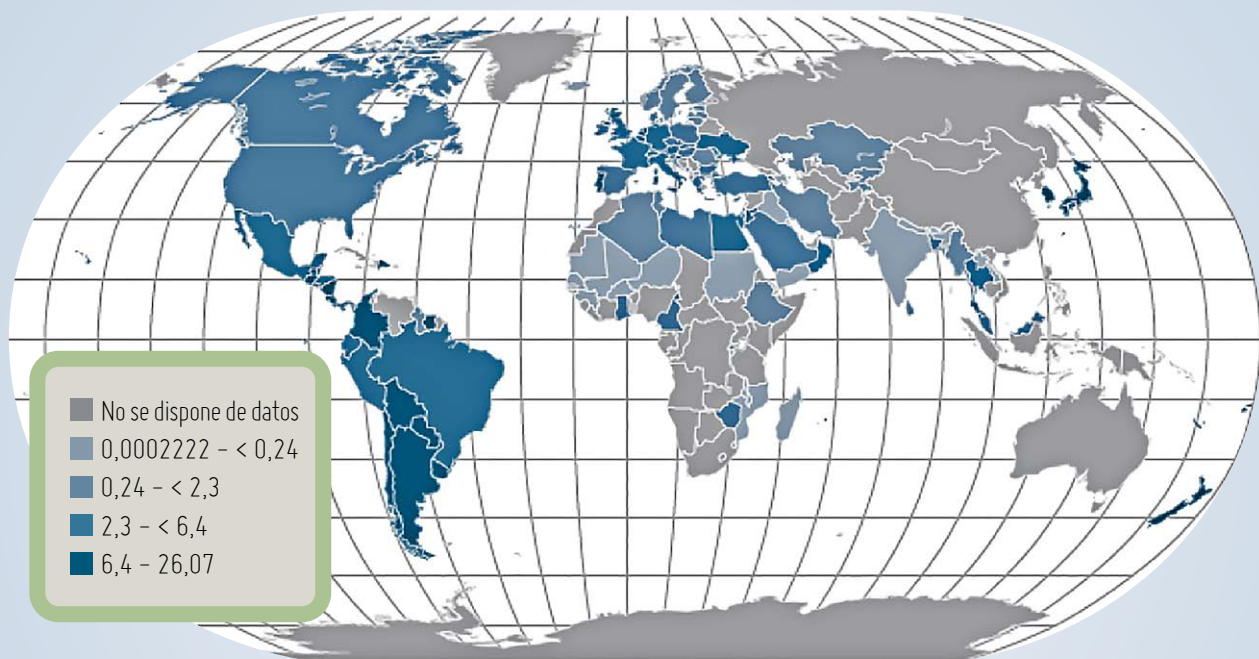 No se dispone de datos
0,0002222 – < 0,24
0,24 – < 2,3
2,3 – < 6,4
6,4 – 26,07